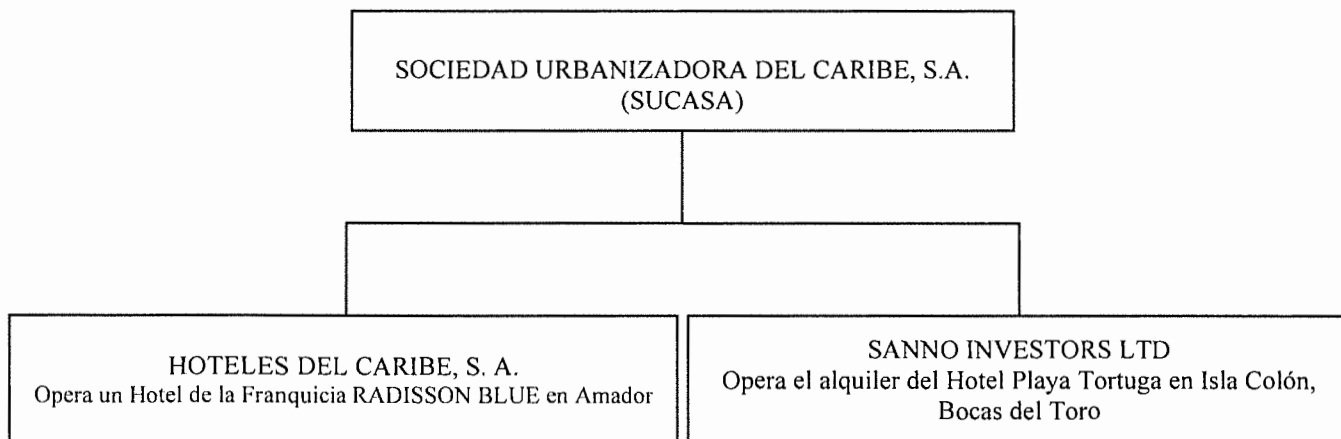 SOCIEDAD URBANIZADORA DEL CARIBE, S.A.
(SUCASA)
HOTELES DEL CARIBE, S. A.
Opera un Hotel de la Franquicia RADISSON BLUE en Amador
SANNO INVESTORS LTD
Opera el alquiler del Hotel Playa Tortuga en Isla Colón,
Bocas del Toro